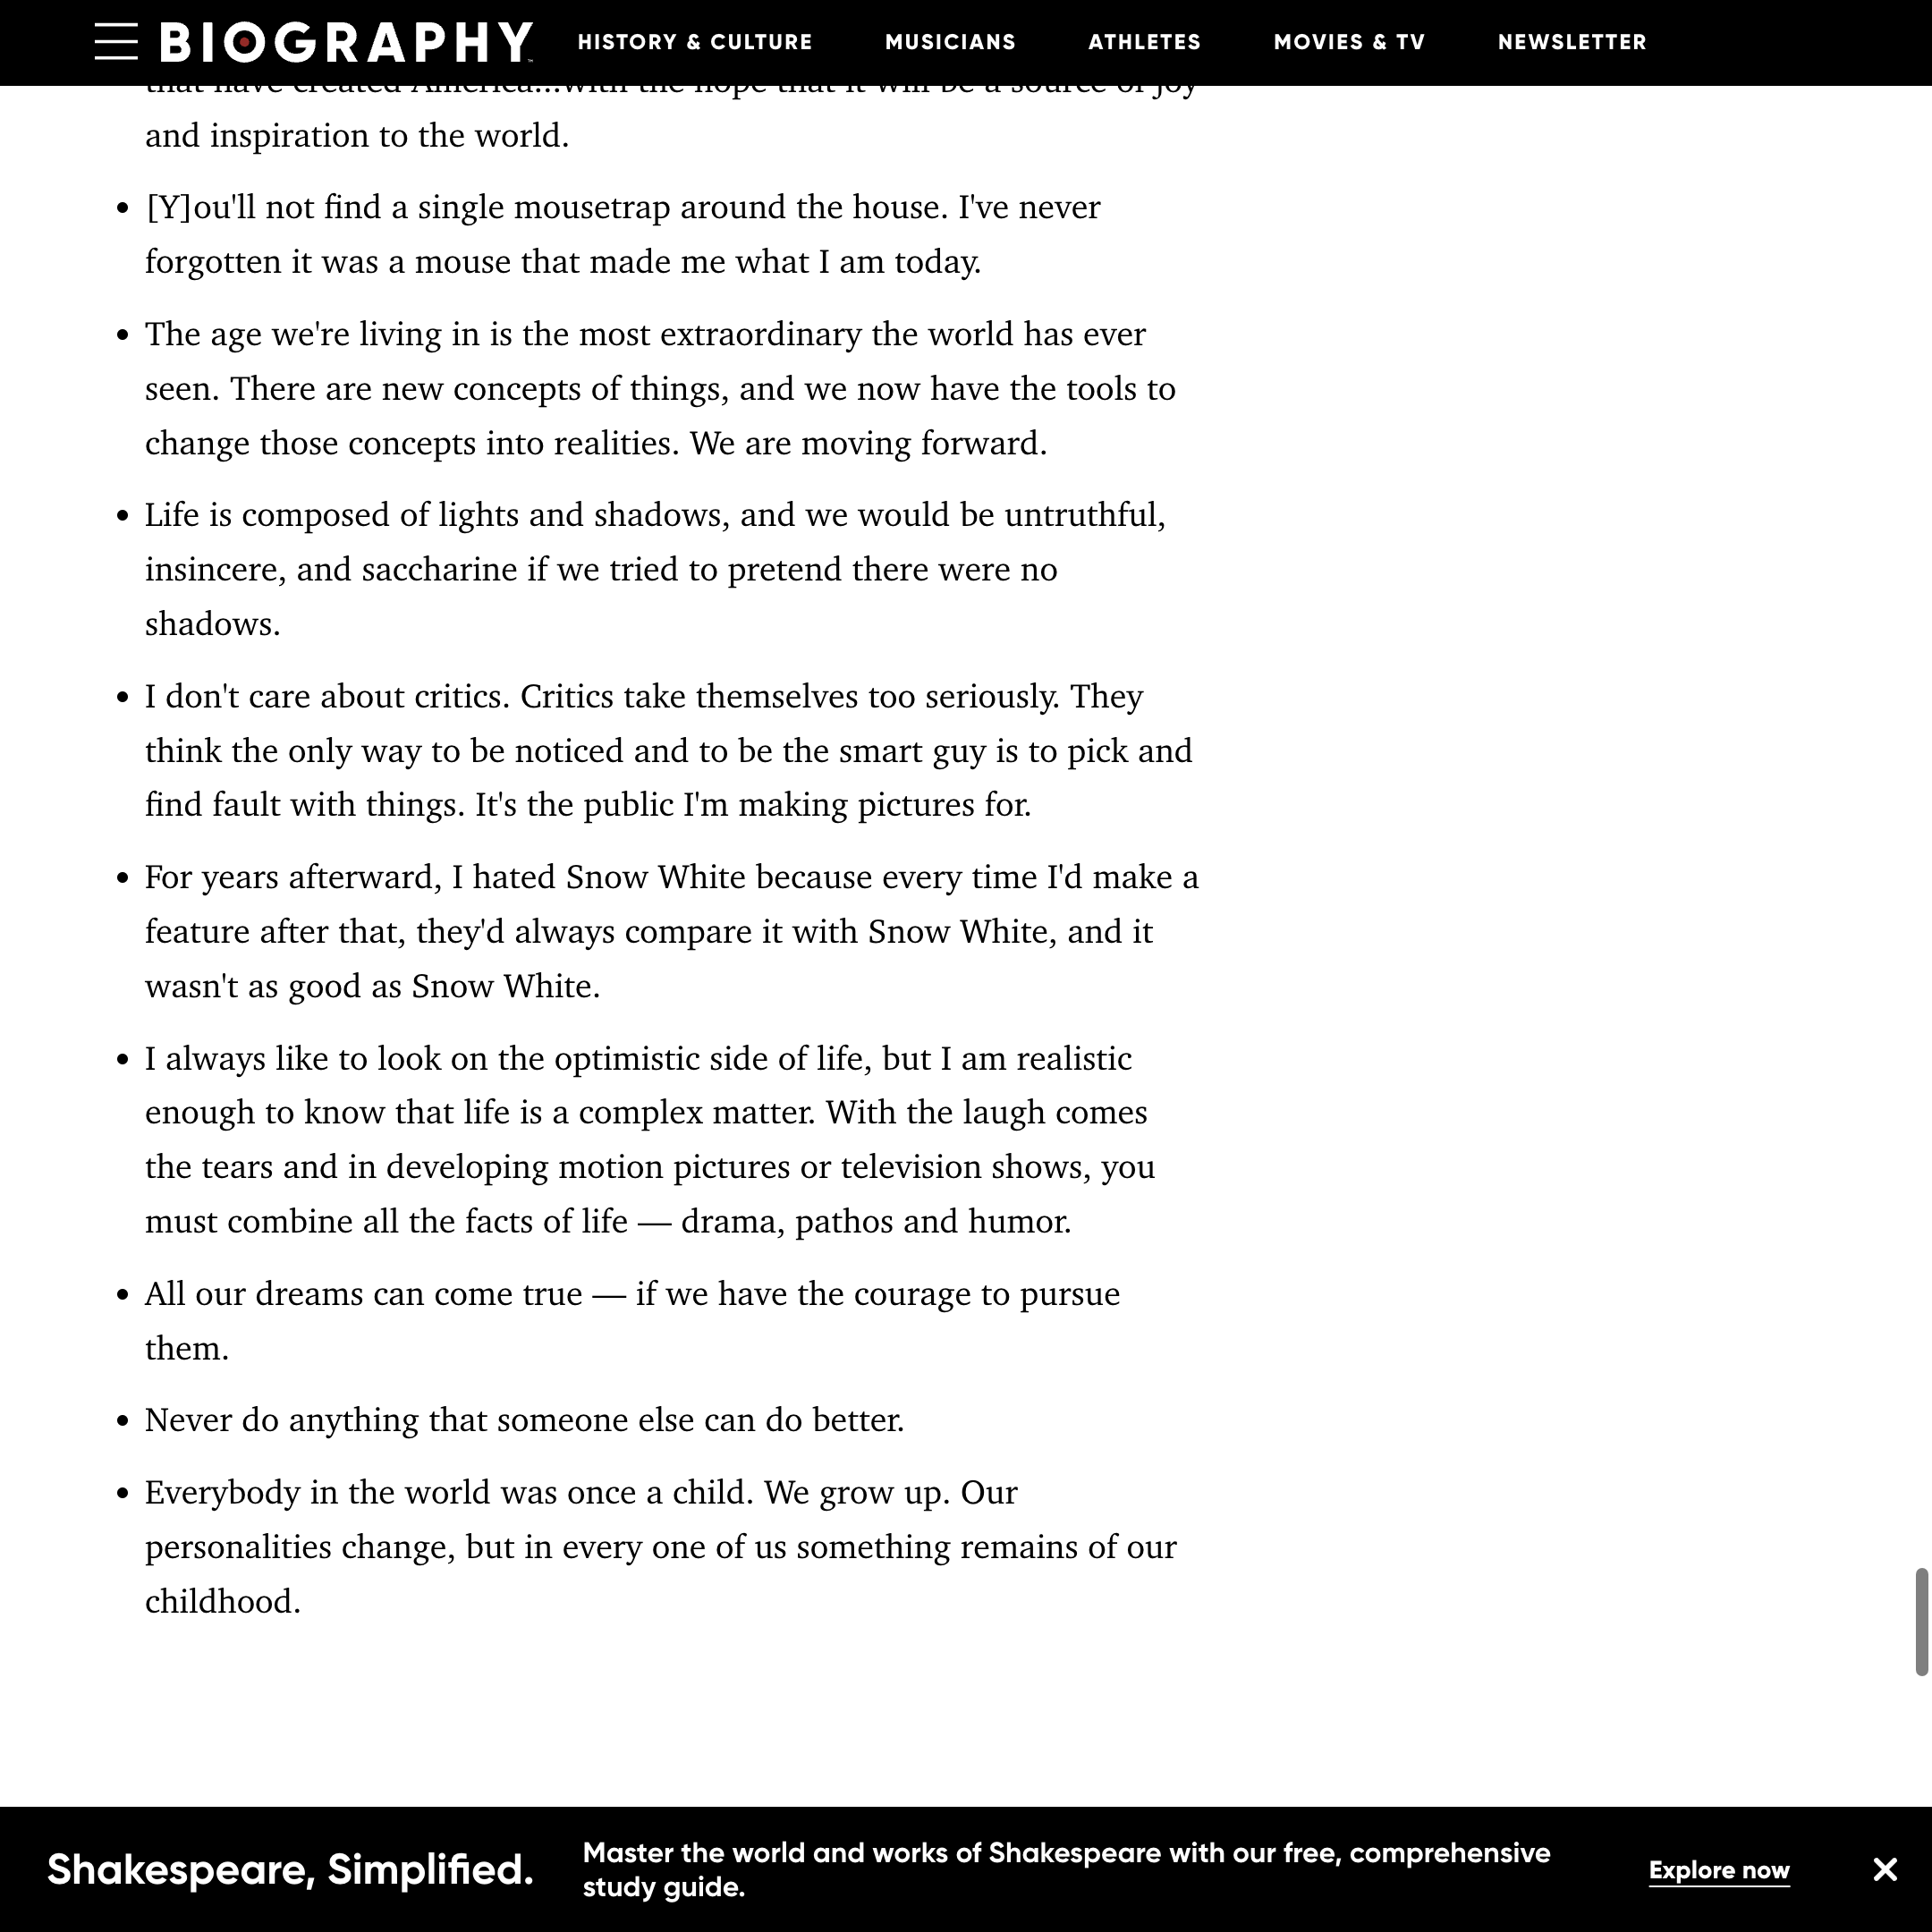 BIOGRAPHY
HISTORY & CULTURE
MUSICIANS
ATHLETES
MOVIES & TV
NEWSLETTER
that have created America...with the hope that it will be a source of joy
and inspiration to the world.
• [Y]ou'll not find a single mousetrap around the house. I've never
forgotten it was a mouse that made me what I am today.
• The age we're living in is the most extraordinary the world has ever
seen. There are new concepts of things, and we now have the tools to
change those concepts into realities. We are moving forward.
• Life is composed of lights and shadows, and we would be untruthful,
insincere, and saccharine if we tried to pretend there were no
shadows.
• I don't care about critics. Critics take themselves too seriously. They
think the only way to be noticed and to be the smart guy is to pick and
find fault with things. It's the public I'm making pictures for.
• For years afterward, I hated Snow White because every time I'd make a
feature after that, they'd always compare it with Snow White, and it
wasn't as good as Snow White.
• I always like to look on the optimistic side of life, but I am realistic
enough to know that life is a complex matter. With the laugh comes
the tears and in developing motion pictures or television shows, you
must combine all the facts of life — drama, pathos and humor.
• All our dreams can come true — if we have the courage to pursue
them.
• Never do anything that someone else can do better.
• Everybody in the world was once a child. We grow up. Our
personalities change, but in every one of us something remains of our
childhood.
Shakespeare, Simplified.
Master the world and works of Shakespeare with our free, comprehensive
study guide.
Explore now